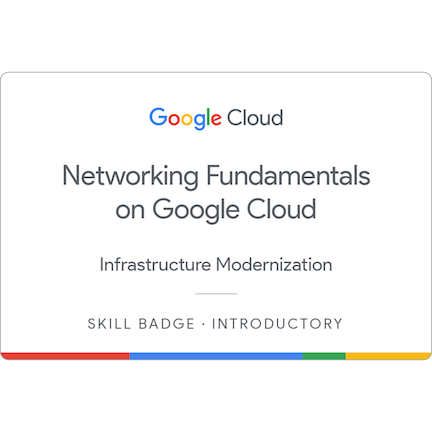 Google Cloud
Networking Fundamentals
on Google Cloud
Infrastructure Modernization
SKILL BADGE · INTRODUCTORY